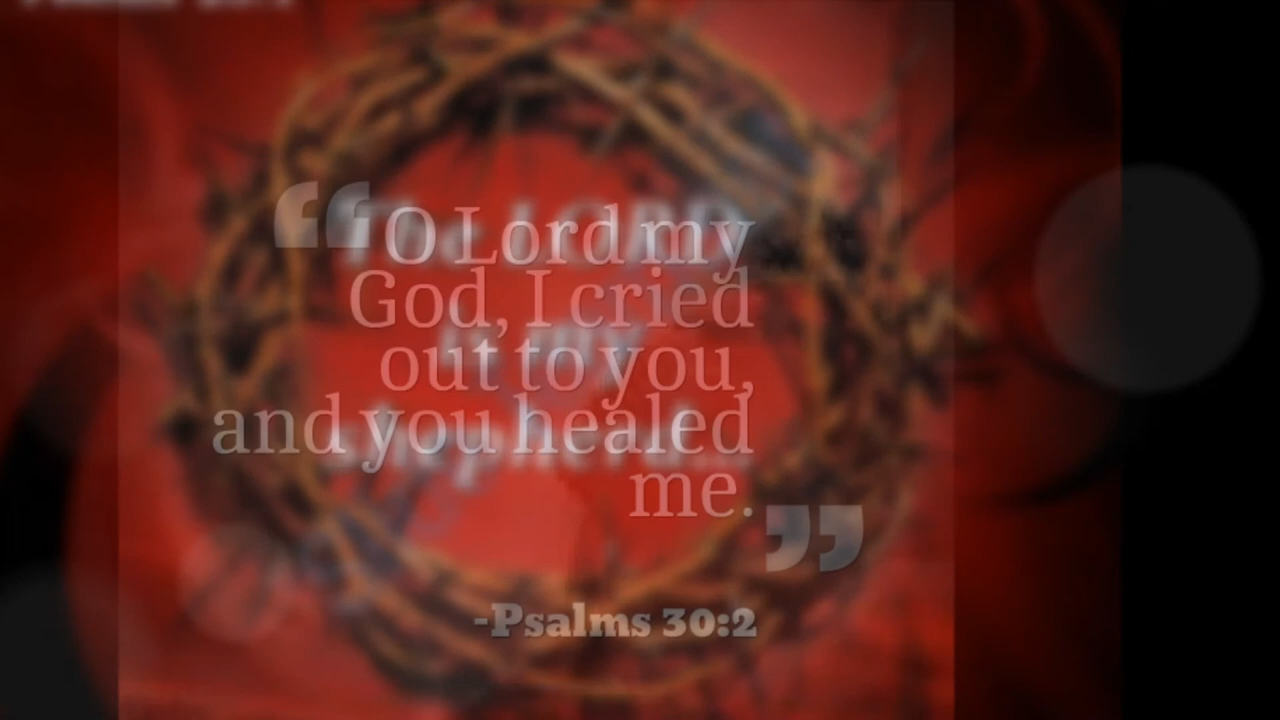 “O Lord my
God, I cried
out to you,
and you healed
me.”
-Psalms 30:2